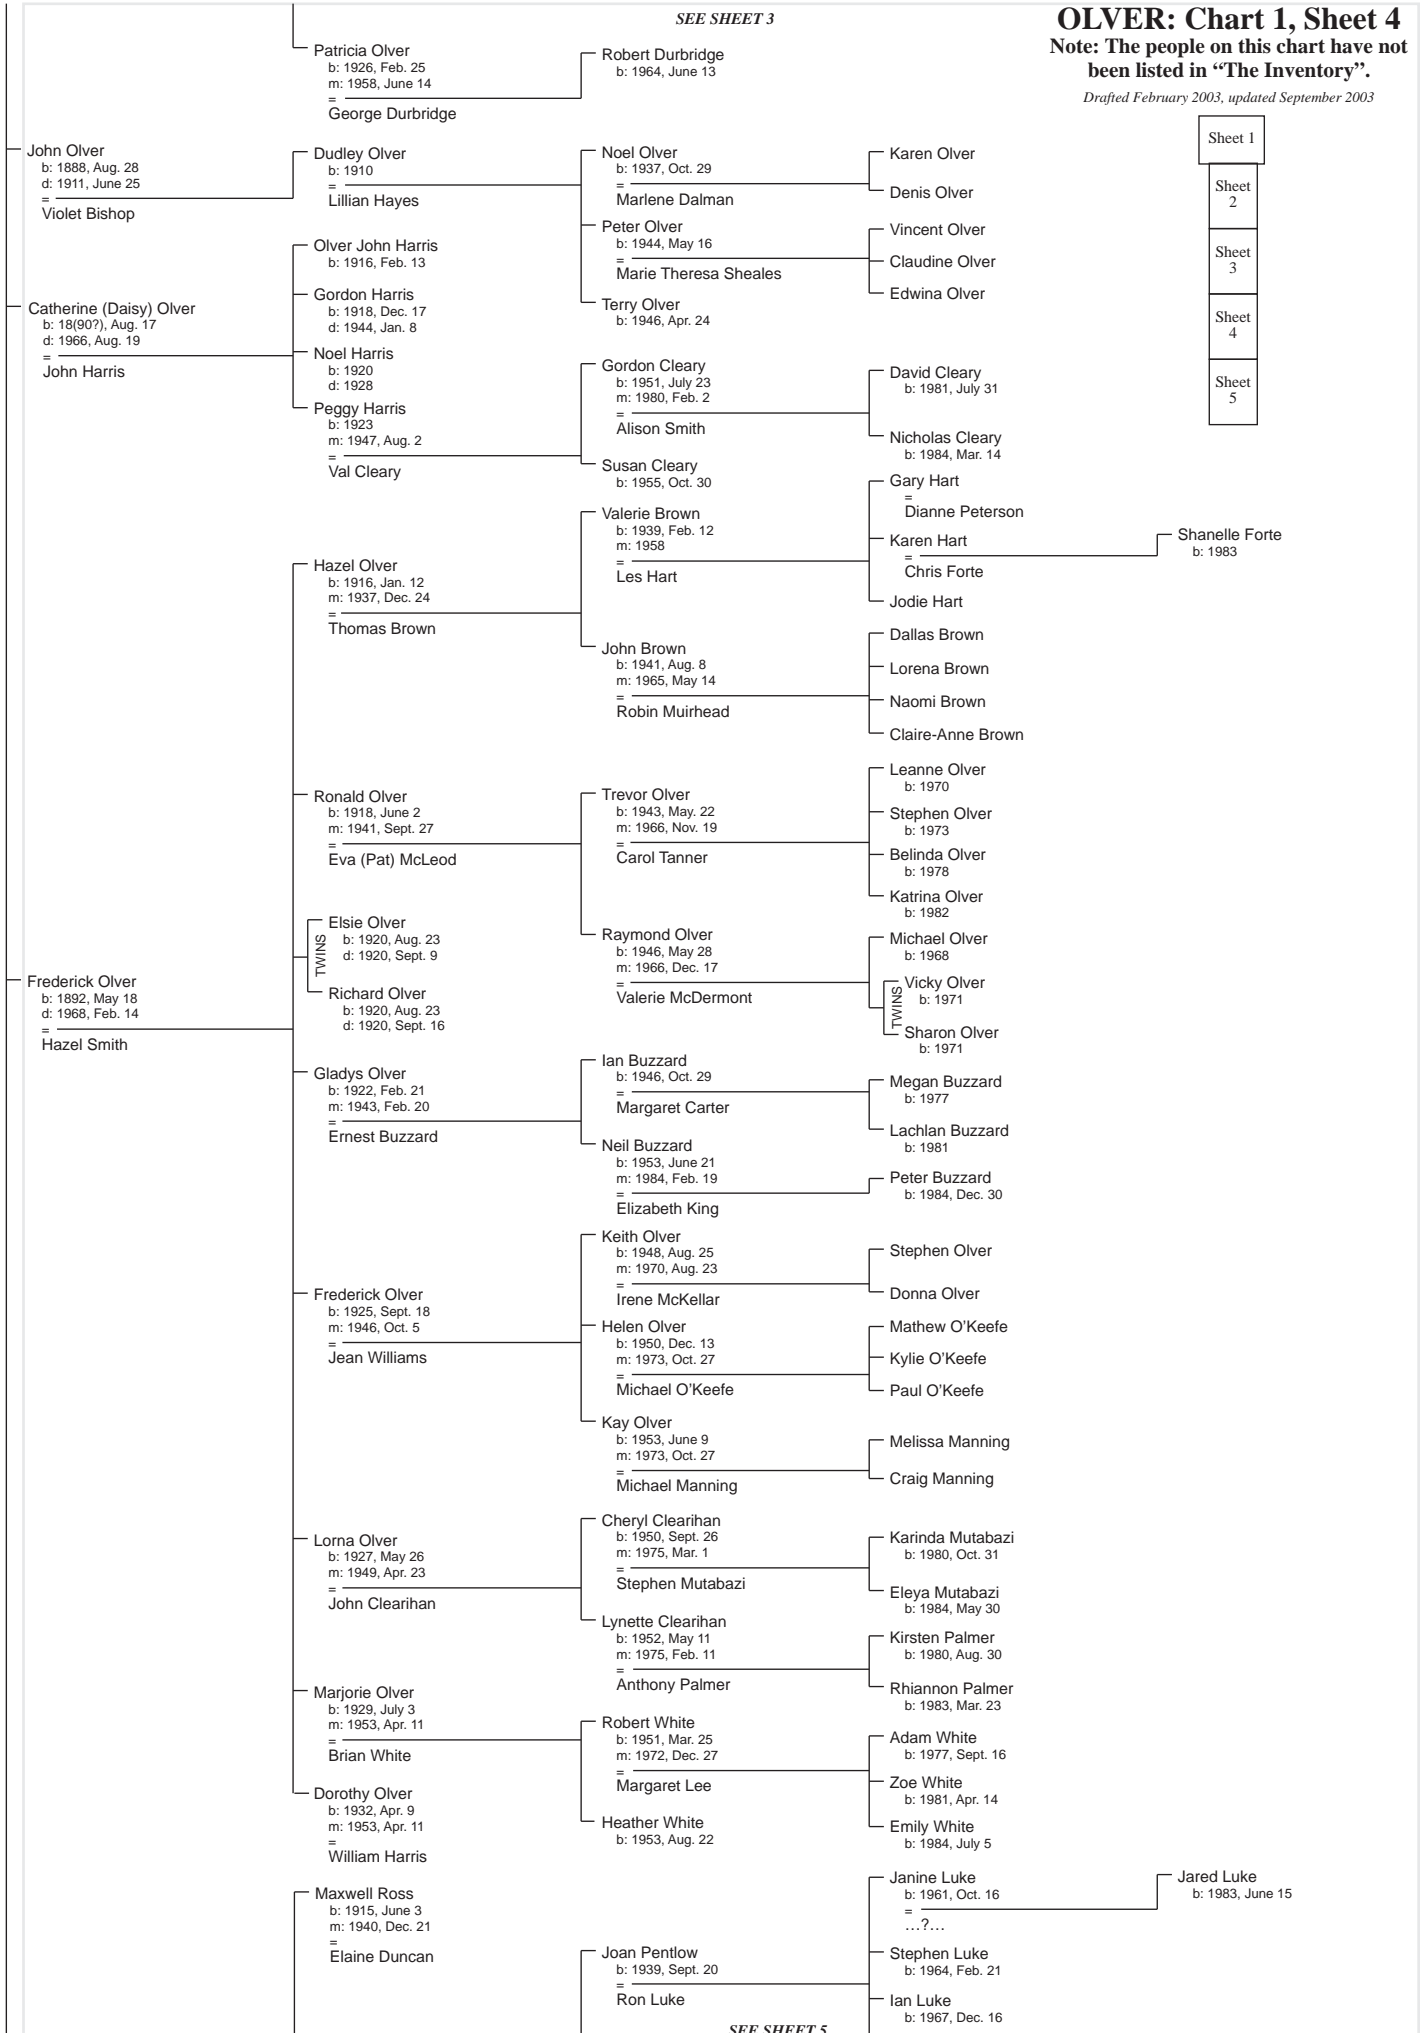 SEE SHEET 3
OLVER: Chart 1, Sheet 4
Note: The people on this chart have not
been listed in “The Inventory”.
Drafted February 2003, updated September 2003
Sheet 1
Sheet
2
Sheet
3
Sheet
4
Sheet
5
Patricia Olver
b: 1926, Feb. 25
m: 1958, June 14
=
George Durbridge
Robert Durbridge
b: 1964, June 13
John Olver
b: 1888, Aug. 28
d: 1911, June 25
=
Violet Bishop
Dudley Olver
b: 1910
=
Lillian Hayes
Noel Olver
b: 1937, Oct. 29
=
Marlene Dalman
Karen Olver
Denis Olver
Peter Olver
b: 1944, May 16
=
Marie Theresa Sheales
Vincent Olver
Claudine Olver
Edwina Olver
Terry Olver
b: 1946, Apr. 24
Catherine (Daisy) Olver
b: 18(90?), Aug. 17
d: 1966, Aug. 19
=
John Harris
Olver John Harris
b: 1916, Feb. 13
Gordon Harris
b: 1918, Dec. 17
d: 1944, Jan. 8
Noel Harris
b: 1920
d: 1928
Peggy Harris
b: 1923
m: 1947, Aug. 2
=
Val Cleary
Gordon Cleary
b: 1951, July 23
m: 1980, Feb. 2
=
Alison Smith
David Cleary
b: 1981, July 31
Nicholas Cleary
b: 1984, Mar. 14
Susan Cleary
b: 1955, Oct. 30
Frederick Olver
b: 1892, May 18
d: 1968, Feb. 14
=
Hazel Smith
Hazel Olver
b: 1916, Jan. 12
m: 1937, Dec. 24
=
Thomas Brown
Valerie Brown
b: 1939, Feb. 12
m: 1958
=
Les Hart
Gary Hart
=
Dianne Peterson
Karen Hart
=
Chris Forte
Shanelle Forte
b: 1983
Jodie Hart
John Brown
b: 1941, Aug. 8
m: 1965, May 14
=
Robin Muirhead
Dallas Brown
Lorena Brown
Naomi Brown
Claire-Anne Brown
Ronald Olver
b: 1918, June 2
m: 1941, Sept. 27
=
Eva (Pat) McLeod
Trevor Olver
b: 1943, May. 22
m: 1966, Nov. 19
=
Carol Tanner
Leanne Olver
b: 1970
Stephen Olver
b: 1973
Belinda Olver
b: 1978
Katrina Olver
b: 1982
Raymond Olver
b: 1946, May 28
m: 1966, Dec. 17
=
Valerie McDermont
Michael Olver
b: 1968
TWINS
Vicky Olver
b: 1971
Sharon Olver
b: 1971
TWINS
Elsie Olver
b: 1920, Aug. 23
d: 1920, Sept. 9
Richard Olver
b: 1920, Aug. 23
d: 1920, Sept. 16
Gladys Olver
b: 1922, Feb. 21
m: 1943, Feb. 20
=
Ernest Buzzard
Ian Buzzard
b: 1946, Oct. 29
=
Margaret Carter
Megan Buzzard
b: 1977
Lachlan Buzzard
b: 1981
Neil Buzzard
b: 1953, June 21
m: 1984, Feb. 19
=
Elizabeth King
Peter Buzzard
b: 1984, Dec. 30
Frederick Olver
b: 1925, Sept. 18
m: 1946, Oct. 5
=
Jean Williams
Keith Olver
b: 1948, Aug. 25
m: 1970, Aug. 23
=
Irene McKellar
Stephen Olver
Donna Olver
Helen Olver
b: 1950, Dec. 13
m: 1973, Oct. 27
=
Michael O'Keefe
Mathew O'Keefe
Kylie O'Keefe
Paul O'Keefe
Kay Olver
b: 1953, June 9
m: 1973, Oct. 27
=
Michael Manning
Melissa Manning
Craig Manning
Lorna Olver
b: 1927, May 26
m: 1949, Apr. 23
=
John Clearihan
Cheryl Clearihan
b: 1950, Sept. 26
m: 1975, Mar. 1
=
Stephen Mutabazi
Karinda Mutabazi
b: 1980, Oct. 31
Eleya Mutabazi
b: 1984, May 30
Lynette Clearihan
b: 1952, May 11
m: 1975, Feb. 11
=
Anthony Palmer
Kirsten Palmer
b: 1980, Aug. 30
Rhiannon Palmer
b: 1983, Mar. 23
Marjorie Olver
b: 1929, July 3
m: 1953, Apr. 11
=
Brian White
Robert White
b: 1951, Mar. 25
m: 1972, Dec. 27
=
Margaret Lee
Adam White
b: 1977, Sept. 16
Zoe White
b: 1981, Apr. 14
Emily White
b: 1984, July 5
Heather White
b: 1953, Aug. 22
Dorothy Olver
b: 1932, Apr. 9
m: 1953, Apr. 11
=
William Harris
Maxwell Ross
b: 1915, June 3
m: 1940, Dec. 21
=
Elaine Duncan
Joan Pentlow
b: 1939, Sept. 20
=
Ron Luke
Janine Luke
b: 1961, Oct. 16
=
…?…
Jared Luke
b: 1983, June 15
Stephen Luke
b: 1964, Feb. 21
Ian Luke
b: 1967, Dec. 16
SEE SHEET 5